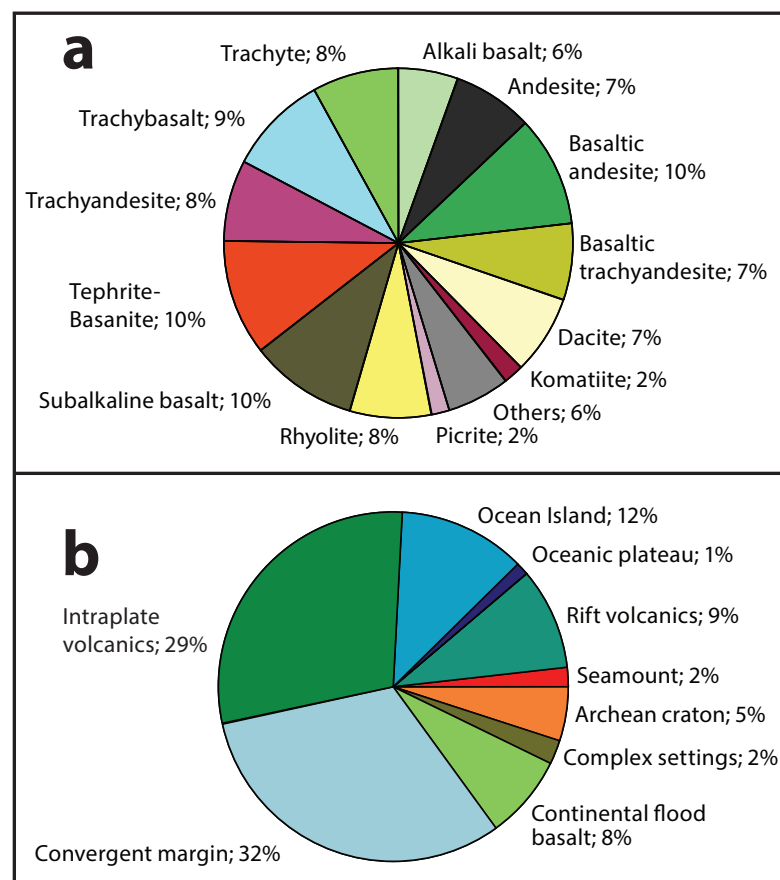 a
Trachyte; 8%
Alkali basalt; 6%
Andesite; 7%
Trachybasalt; 9%
Basaltic
andesite; 10%
Trachyandesite; 8%
Basaltic
trachyandesite; 7%
Tephrite-
Basanite; 10%
Dacite; 7%
Komatiite; 2%
Subalkaline basalt; 10%
Others; 6%
Rhyolite; 8%
Picrite; 2%
b
Ocean Island; 12%
Oceanic plateau; 1%
Intraplate
volcanics; 29%
Rift volcanics; 9%
Seamount; 2%
Archean craton; 5%
Complex settings; 2%
Continental flood
basalt; 8%
Convergent margin; 32%